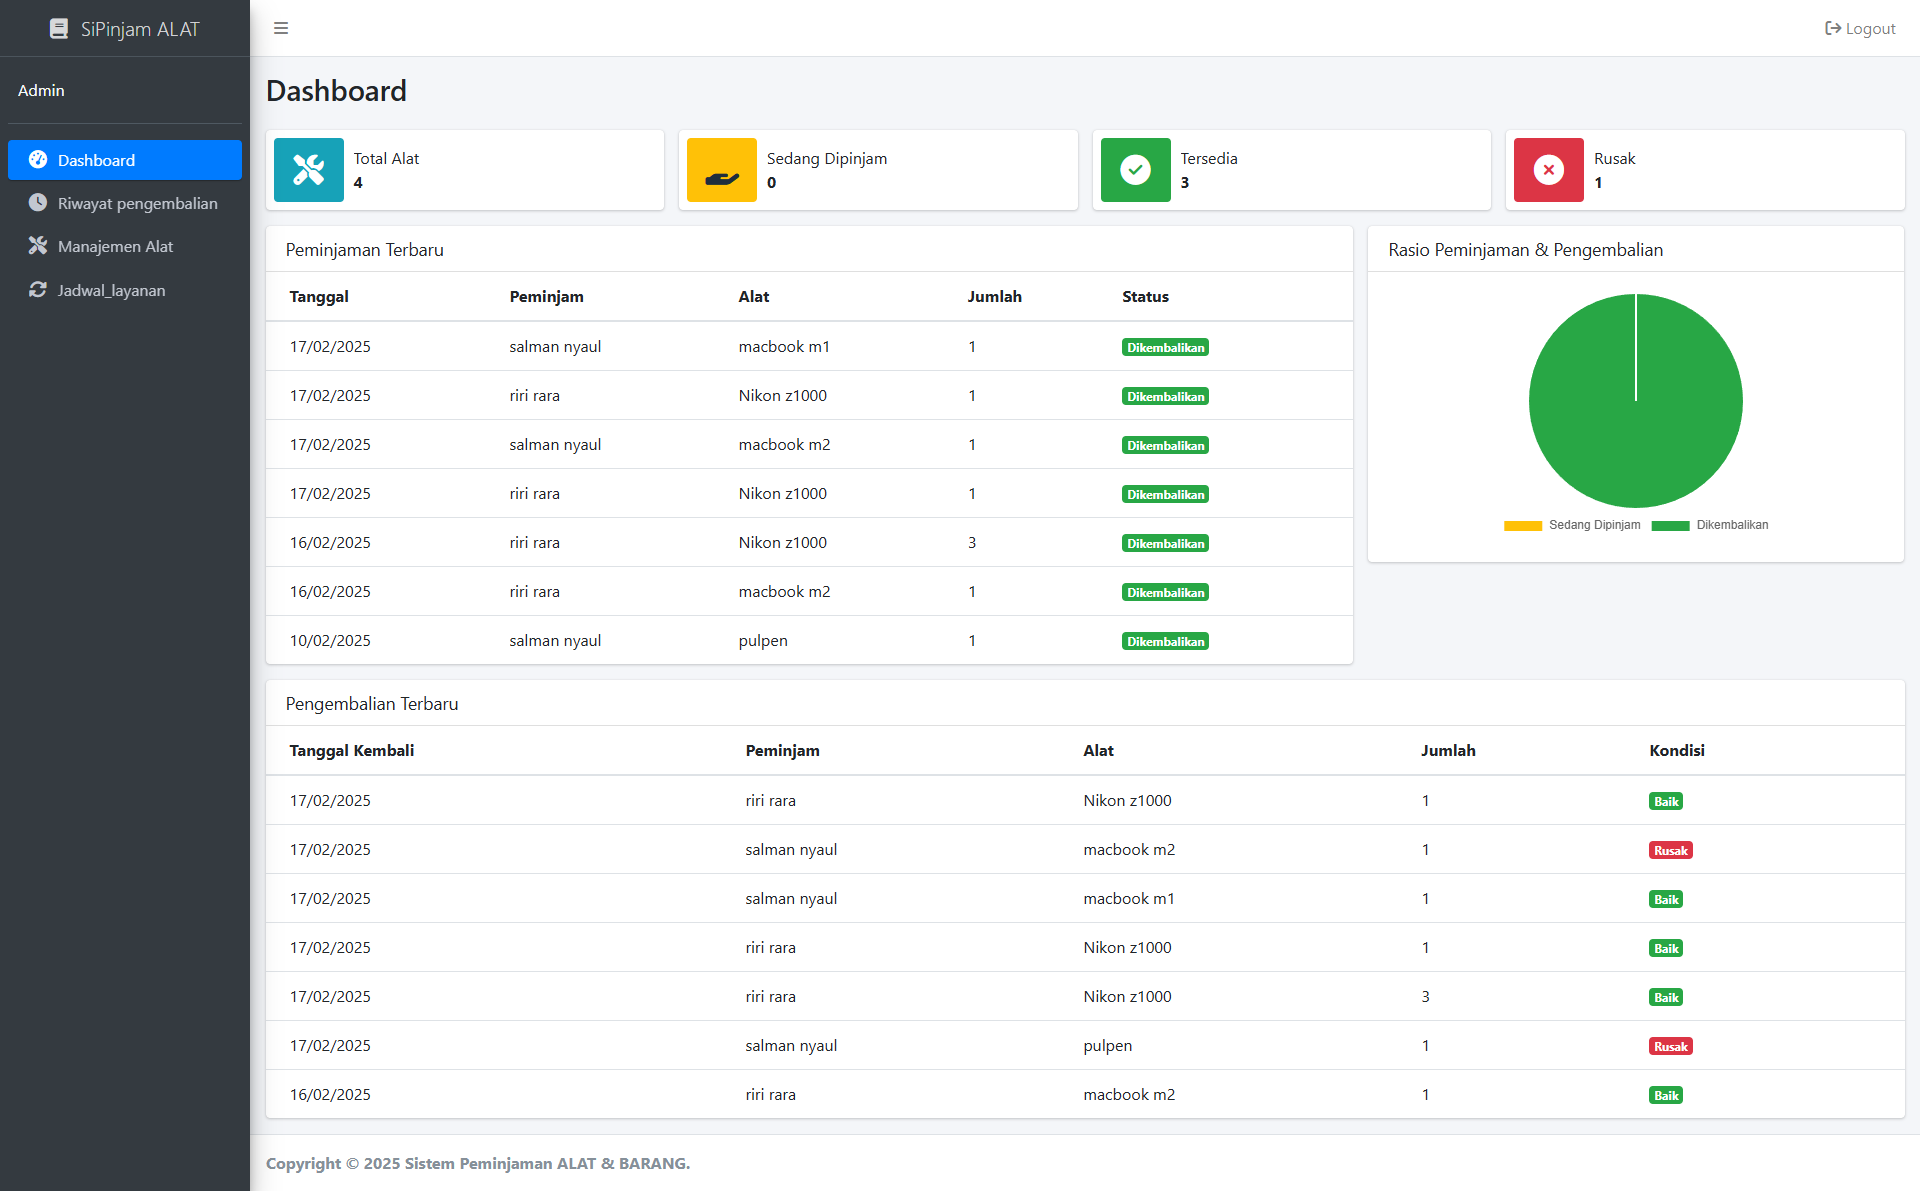 SiPinjam ALAT
Logout
Admin
Dashboard
Riwayat pengembalian
Manajemen Alat
Jadwal_layanan
Dashboard
Total Alat
4
Sedang Dipinjam
0
Tersedia
3
Rusak
1
Peminjaman Terbaru
Tanggal Peminjam Alat Jumlah Status
17/02/2025 salman nyaul macbook m1 1 Dikembalikan
17/02/2025 riri rara Nikon z1000 1 Dikembalikan
17/02/2025 salman nyaul macbook m2 1 Dikembalikan
17/02/2025 riri rara Nikon z1000 1 Dikembalikan
16/02/2025 riri rara Nikon z1000 3 Dikembalikan
16/02/2025 riri rara macbook m2 1 Dikembalikan
10/02/2025 salman nyaul pulpen 1 Dikembalikan
Rasio Peminjaman & Pengembalian
Sedang Dipinjam Dikembalikan
Pengembalian Terbaru
Tanggal Kembali Peminjam Alat Jumlah Kondisi
17/02/2025 riri rara Nikon z1000 1 Baik
17/02/2025 salman nyaul macbook m2 1 Rusak
17/02/2025 salman nyaul macbook m1 1 Baik
17/02/2025 riri rara Nikon z1000 1 Baik
17/02/2025 riri rara Nikon z1000 3 Baik
17/02/2025 salman nyaul pulpen 1 Rusak
16/02/2025 riri rara macbook m2 1 Baik
Copyright © 2025 Sistem Peminjaman ALAT & BARANG.